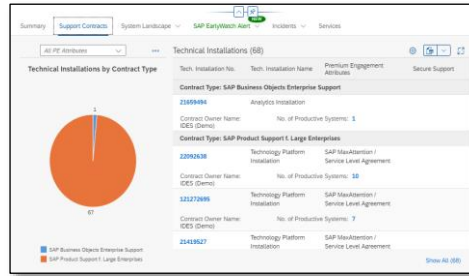 NEW
Summary Support Contracts System Landscape SAP EarlyWatch Alert Incidents Services
All PE Attributes
Technical Installations by Contract Type
1
67
SAP Business Objects Enterprise Support
SAP Product Support f. Large Enterprises
Technical Installations (68)
Tech. Installation No. Tech. Installation Name Premium Engagement Attributes Secure Support
Contract Type: SAP Business Objects Enterprise Support
21659494 Analytics Installation
Contract Owner Name: No. of Productive Systems: 1
IDES (Demo)
Contract Type: SAP Product Support f. Large Enterprises
22092638 Technology Platform Installation SAP MaxAttention / Service Level Agreement
Contract Owner Name: No. of Productive Systems: 10
IDES (Demo)
121272695 Technology Platform Installation SAP MaxAttention / Service Level Agreement
Contract Owner Name: No. of Productive Systems: 7
IDES (Demo)
21419527 Technology Platform Installation SAP MaxAttention / Service Level Agreement
Show All (68)